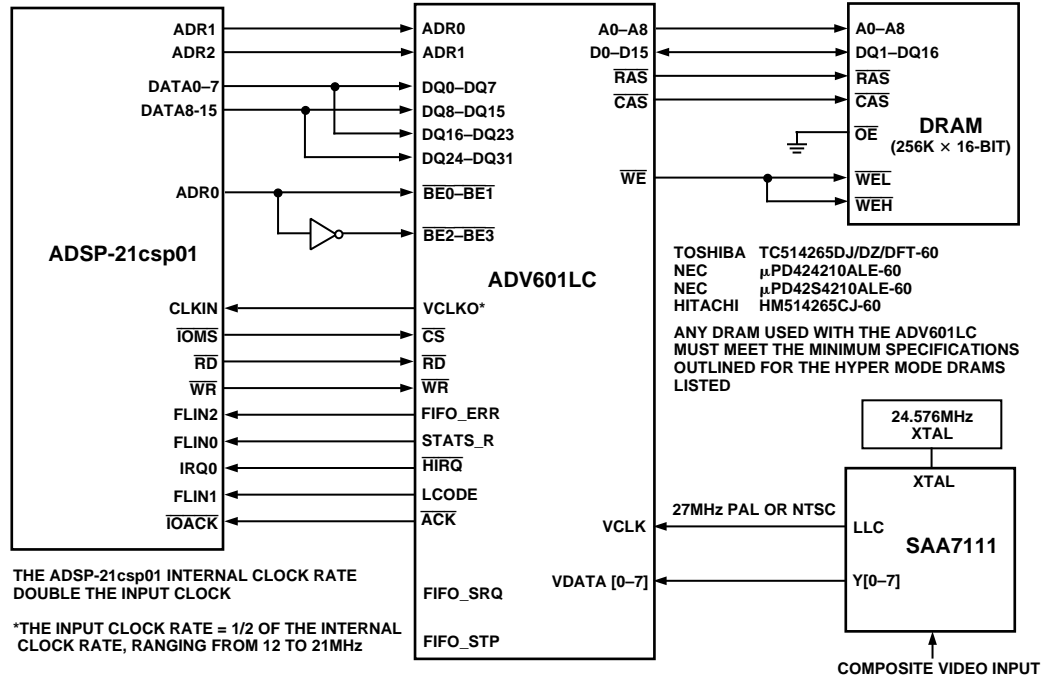 ADR1
ADR2
DATA0–7
DATA8-15
ADR0
ADSP-21csp01
CLKIN
IOMS
RD
WR
FLIN2
FLIN0
IRQ0
FLIN1
IOACK
THE ADSP-21csp01 INTERNAL CLOCK RATE
DOUBLE THE INPUT CLOCK
*THE INPUT CLOCK RATE = 1/2 OF THE INTERNAL
CLOCK RATE, RANGING FROM 12 TO 21MHz
ADR0
ADR1
DQ0–DQ7
DQ8–DQ15
DQ16–DQ23
DQ24–DQ31
BE0–BE1
BE2–BE3
ADV601LC
VCLKO*
CS
RD
WR
FIFO_ERR
STATS_R
HIRQ
LCODE
ACK
FIFO_SRQ
FIFO_STP
A0–A8
D0–D15
RAS
CAS
WE
VCLK
VDATA [0–7]
A0–A8
DQ1–DQ16
RAS
CAS
OE
DRAM
(256K × 16-BIT)
WEL
WEH
TOSHIBA TC514265DJ/DZ/DFT-60
NEC μPD424210ALE-60
NEC μPD42S4210ALE-60
HITACHI HM514265CJ-60
ANY DRAM USED WITH THE ADV601LC
MUST MEET THE MINIMUM SPECIFICATIONS
OUTLINED FOR THE HYPER MODE DRAMS
LISTED
24.576MHz
XTAL
XTAL
27MHz PAL OR NTSC
LLC
SAA7111
Y[0–7]
COMPOSITE VIDEO INPUT